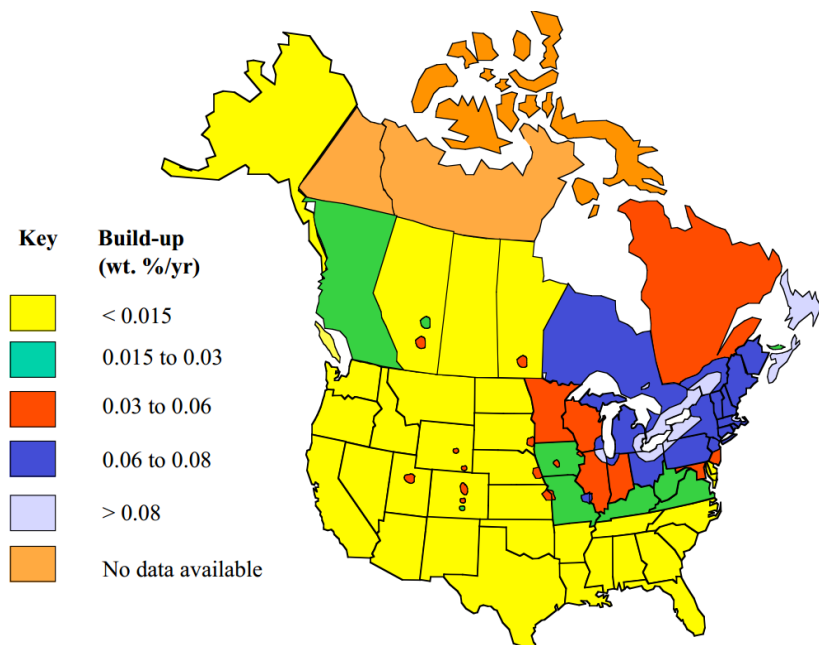 Key Build-up
(wt. %/yr)
< 0.015
0.015 to 0.03
0.03 to 0.06
0.06 to 0.08
> 0.08
No data available